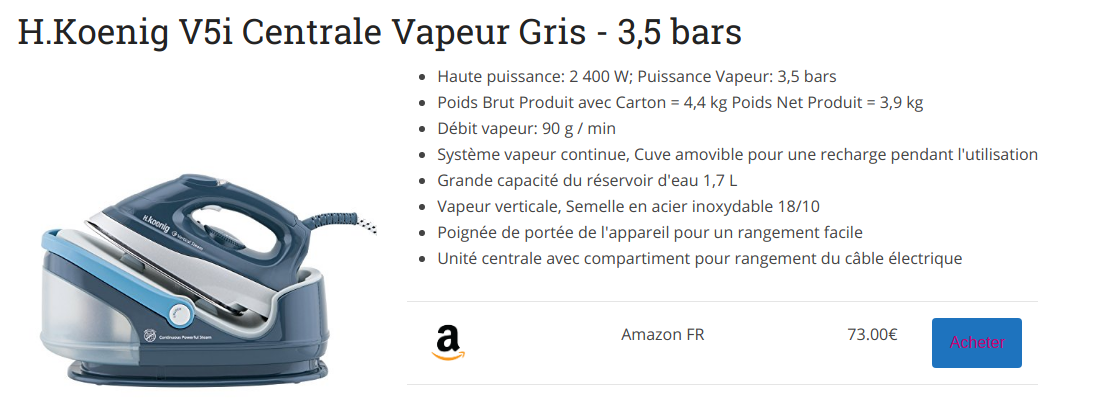 H.Koenig V5i Centrale Vapeur Gris - 3,5 bars
Haute puissance: 2 400 W; Puissance Vapeur: 3,5 bars
Poids Brut Produit avec Carton = 4,4 kg Poids Net Produit = 3,9 kg
Débit vapeur: 90 g / min
Système vapeur continue, Cuve amovible pour une recharge pendant l'utilisation
Grande capacité du réservoir d'eau 1,7 L
Vapeur verticale, Semelle en acier inoxydable 18/10
Poignée de portée de l'appareil pour un rangement facile
Unité centrale avec compartiment pour rangement du câble électrique
H.Koenig
Vertical Steam
Continuous Powerful Steam
a
Amazon FR
73.00€
Acheter